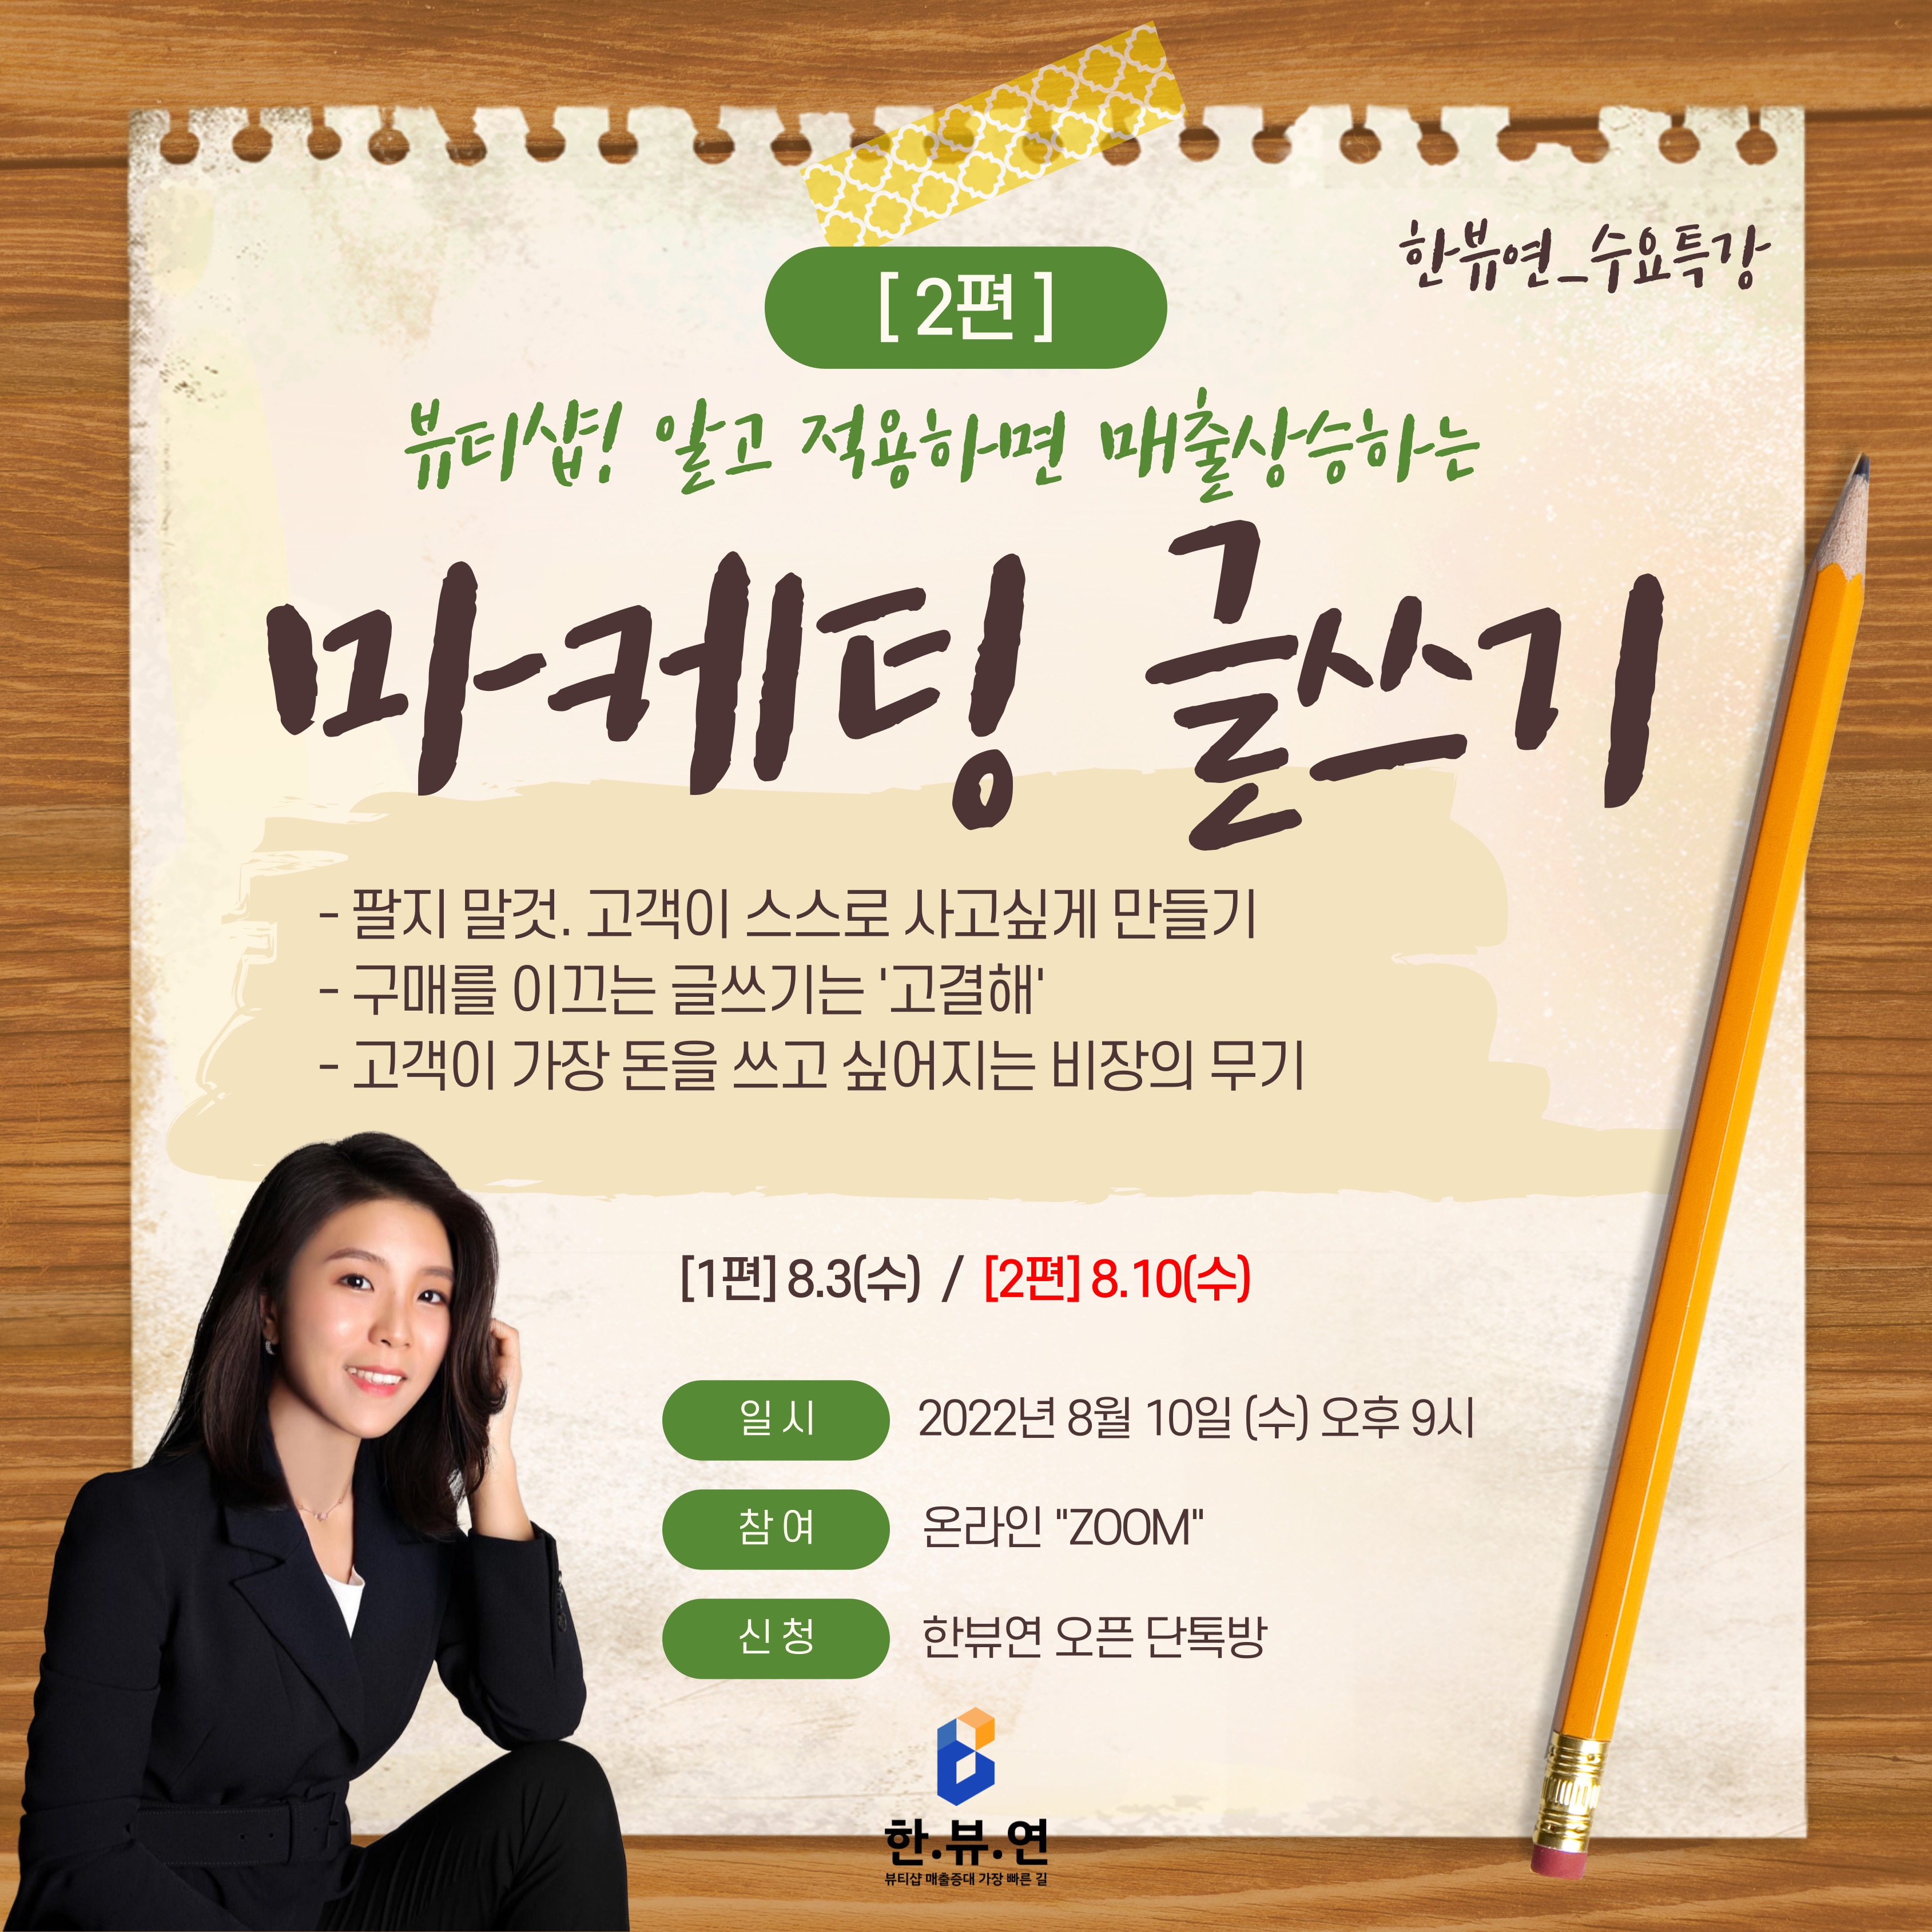 한뷰연_수요특강
[ 2편 ]
뷰티샵! 알고 적용하면 매출상승하는
마케팅 글쓰기
- 팔지 말것. 고객이 스스로 사고싶게 만들기
- 구매를 이끄는 글쓰기는 '고결해'
- 고객이 가장 돈을 쓰고 싶어지는 비장의 무기
[1편] 8.3(수) / [2편] 8.10(수)
일 시 2022년 8월 10일 (수) 오후 9시
참 여 온라인 "ZOOM"
신 청 한뷰연 오픈 단톡방
한.뷰.연
뷰티샵 매출증대 가장 빠른 길